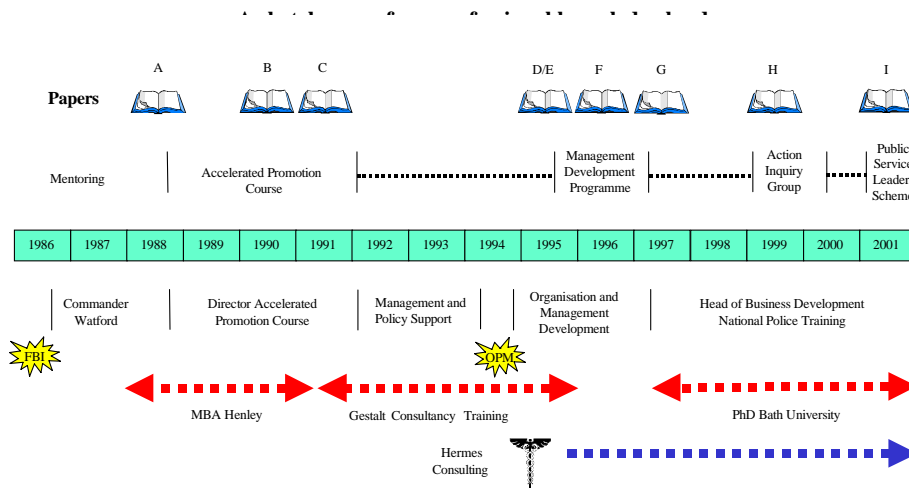 A B C D/E F G H I
Papers
Mentoring
Accelerated Promotion
Course
Management
Development
Programme
Action
Inquiry
Group
Public
Service
Leaders
Scheme
1986 1987 1988 1989 1990 1991 1992 1993 1994 1995 1996 1997 1998 1999 2000 2001
Commander
Watford
Director Accelerated
Promotion Course
Management and
Policy Support
Organisation and
Management
Development
Head of Business Development
National Police Training
FBI
OPM
MBA Henley
Gestalt Consultancy Training
PhD Bath University
Hermes
Consulting